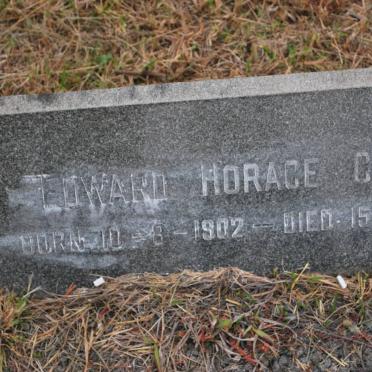 EDWARD HORACE C
BORN 10 - 8 - 1902 — DIED 15